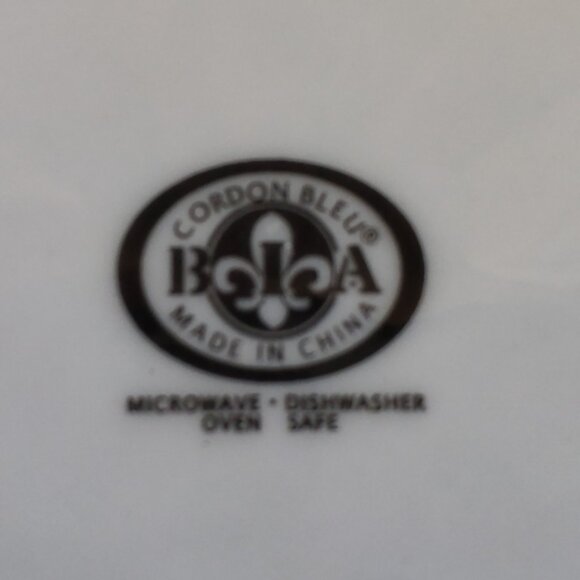 CORDON BLEU®
BIA
MADE IN CHINA
MICROWAVE · DISHWASHER
OVEN SAFE